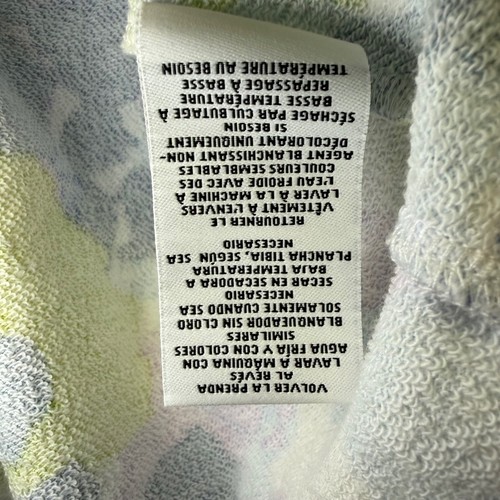 VOLVER LA PRENDA
AL REVÉS
LAVAR A MÁQUINA CON
AGUA FRÍA Y CON COLORES
SIMILARES
BLANQUEADOR SIN CLORO
SOLAMENTE CUANDO SEA
NECESARIO
SECAR EN SECADORA A
BAJA TEMPERATURA
PLANCHA TIBIA, SEGÚN SEA
NECESARIO
RETOURNER LE
VÊTEMENT À L'ENVERS
LAVER À LA MACHINE À
L'EAU FROIDE AVEC DES
COULEURS SEMBLABLES
AGENT BLANCHISSANT NON-
DÉCOLORANT UNIQUEMENT
SI BESOIN
SÉCHAGE PAR CULBUTAGE À
BASSE TEMPÉRATURE
REPASSAGE À BASSE
TEMPÉRATURE AU BESOIN